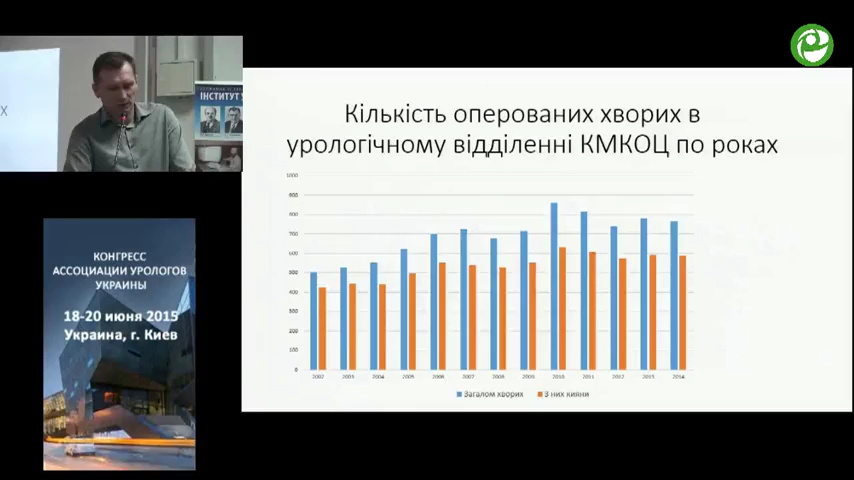 Х
ІНСТИТУТ У
КОНГРЕСС
АССОЦИАЦИИ УРОЛОГОВ
УКРАИНЫ
18-20 июня 2015
Украина, г. Киев
Кількість оперованих хворих в
урологічному відділенні КМКОЦ по роках
1000
900
800
700
600
500
400
300
200
100
0
2002 2003 2004 2005 2006 2007 2008 2009 2010 2011 2012 2013 2014
Загалом хворих З них кияни